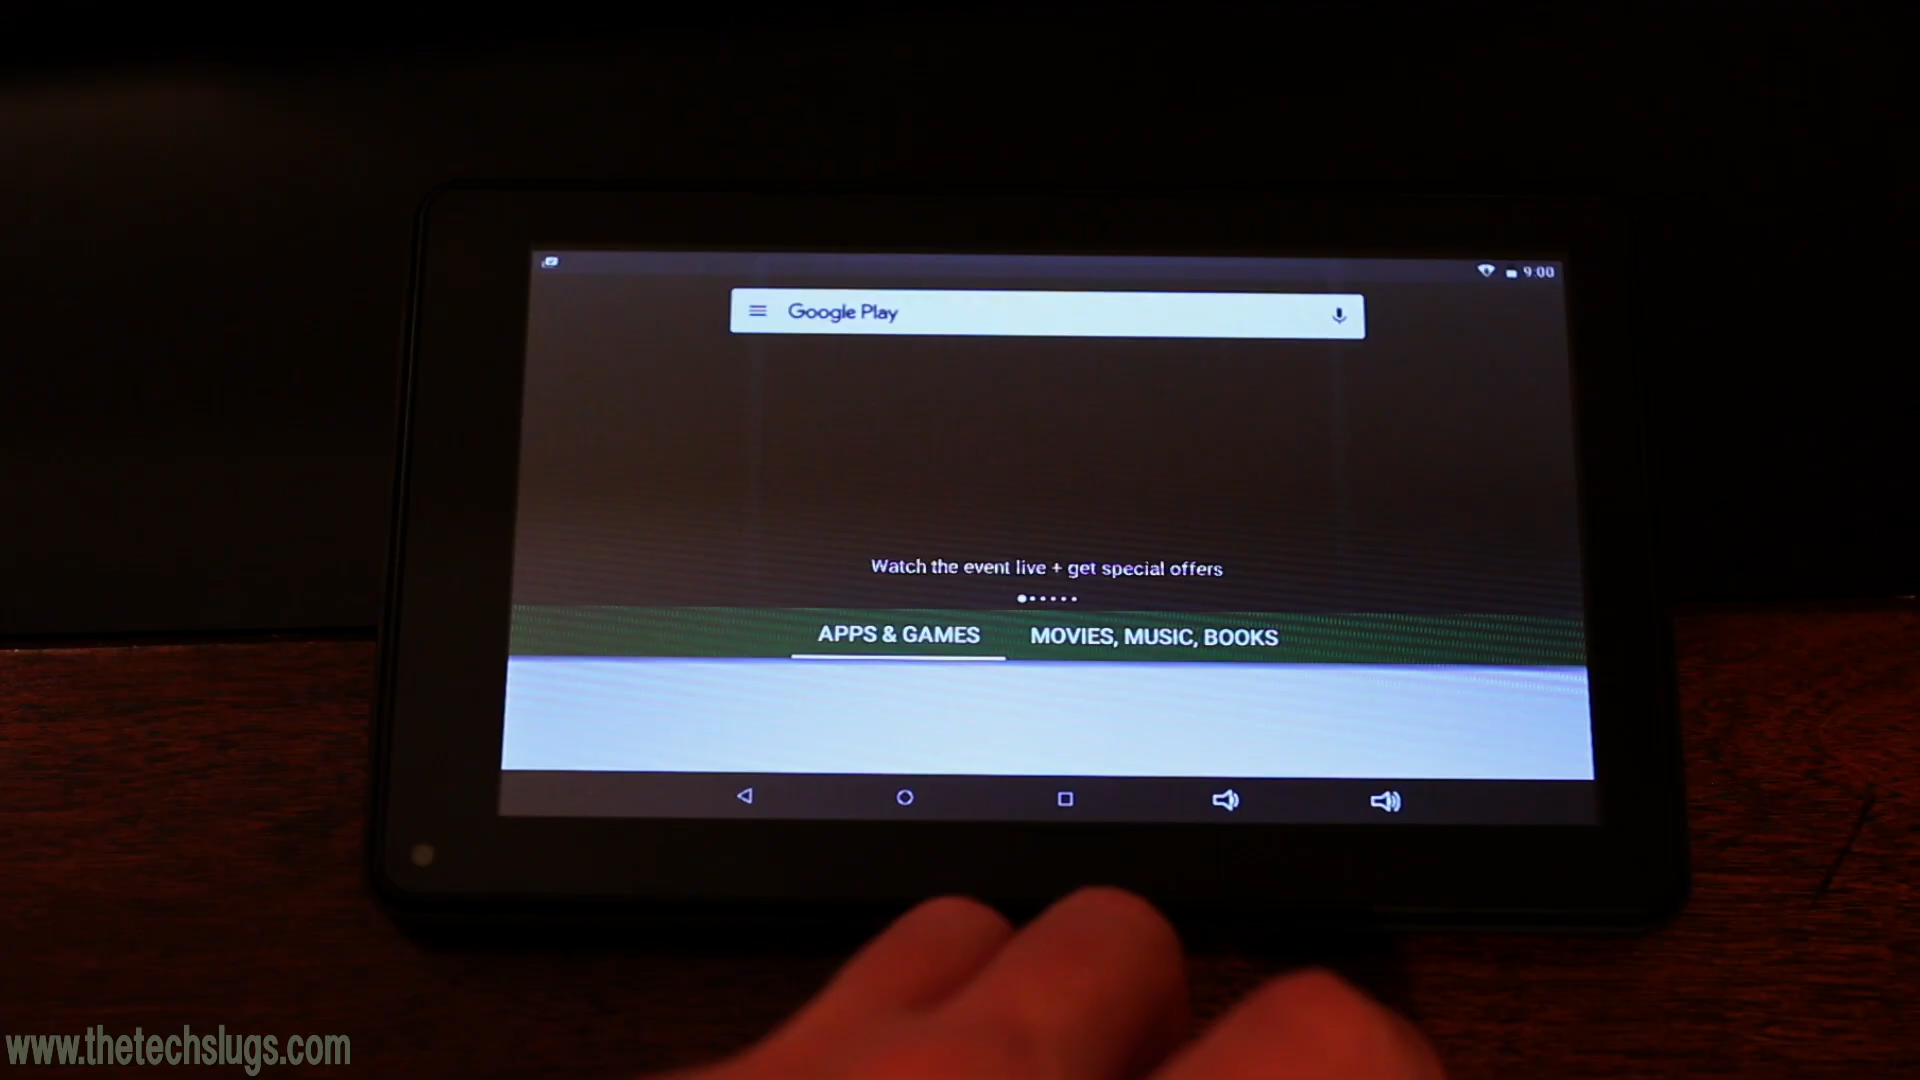 9:00
Google Play
Watch the event live + get special offers
APPS & GAMES MOVIES, MUSIC, BOOKS
www.thetechslugs.com